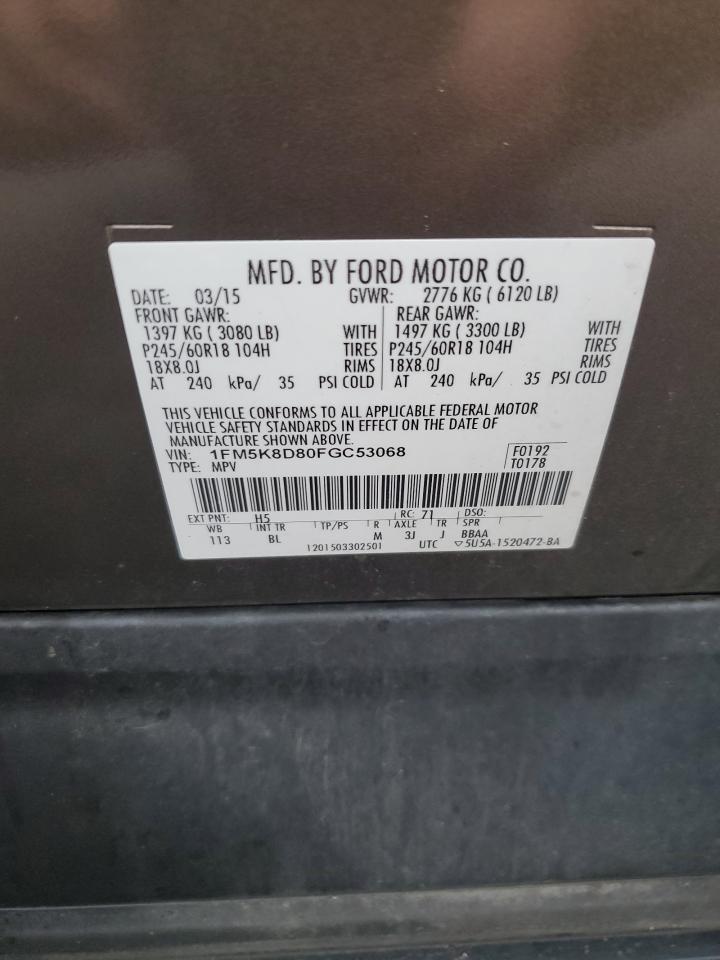 MFD. BY FORD MOTOR CO.
DATE: 03/15 GVWR: 2776 KG ( 6120 LB)
FRONT GAWR: REAR GAWR:
1397 KG ( 3080 LB) WITH 1497 KG ( 3300 LB) WITH
P245/60R18 104H TIRES P245/60R18 104H TIRES
18X8.0J RIMS 18X8.0J RIMS
AT 240 kPa/ 35 PSI COLD AT 240 kPa/ 35 PSI COLD
THIS VEHICLE CONFORMS TO ALL APPLICABLE FEDERAL MOTOR
VEHICLE SAFETY STANDARDS IN EFFECT ON THE DATE OF
MANUFACTURE SHOWN ABOVE.
VIN: 1FM5K8D80FGC53068 F0192
TYPE: MPV T0178
EXT PNT: H5 RC: 71 DSO:
WB INT TR TP/PS R AXLE TR SPR
113 BL M 3J J BBAA
1201503302501 UTC ▽5U5A-1520472-BA